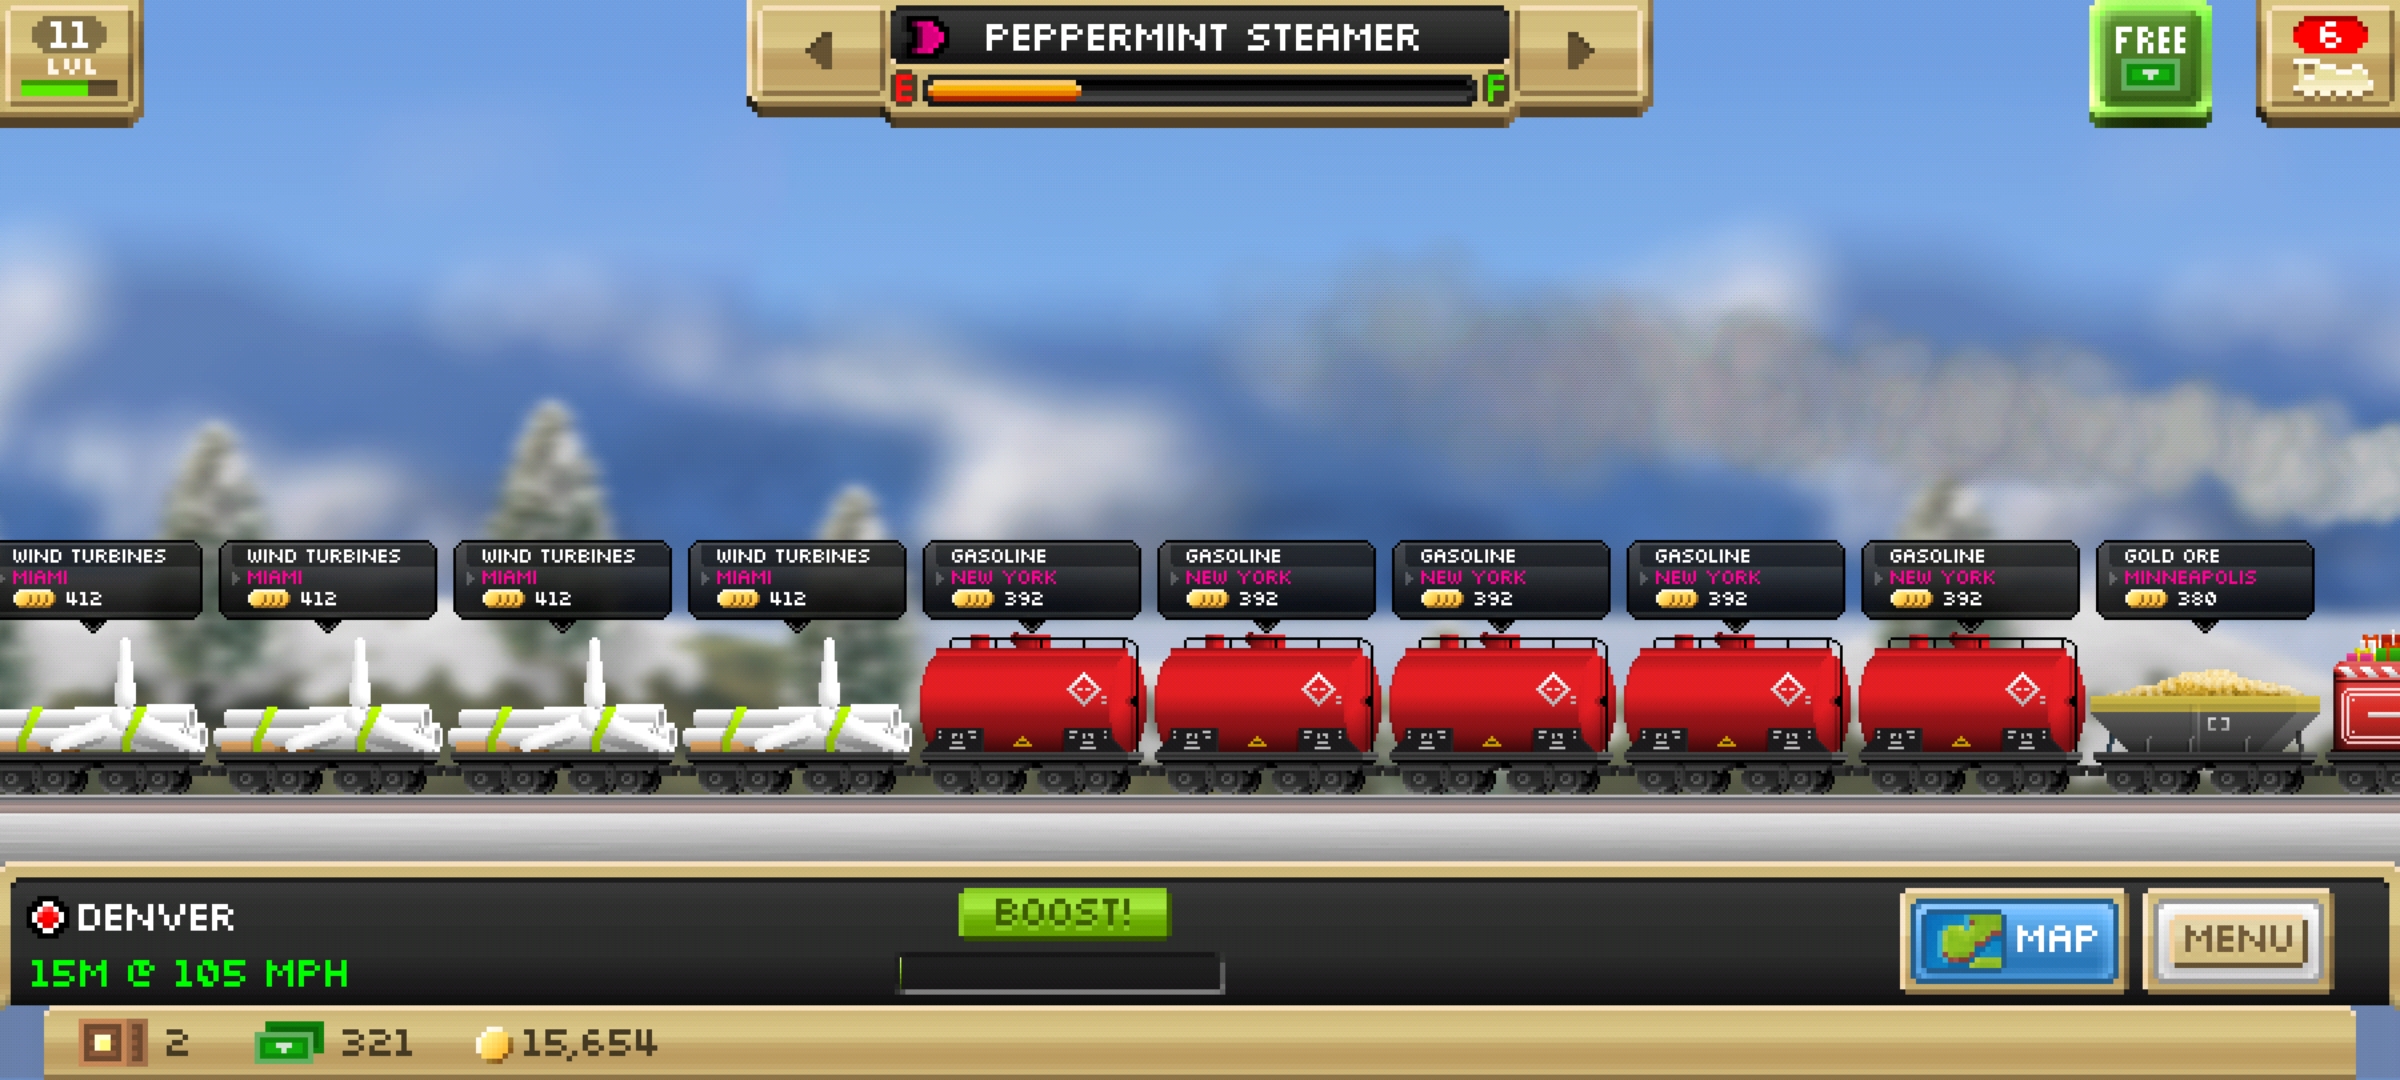 11
LVL
PEPPERMINT STEAMER
E
F
FREE
6
WIND TURBINES
MIAMI
412
WIND TURBINES
MIAMI
412
WIND TURBINES
MIAMI
412
WIND TURBINES
MIAMI
412
GASOLINE
NEW YORK
392
GASOLINE
NEW YORK
392
GASOLINE
NEW YORK
392
GASOLINE
NEW YORK
392
GASOLINE
NEW YORK
392
GOLD ORE
MINNEAPOLIS
380
DENVER
15M @ 105 MPH
BOOST!
MAP
MENU
2
321
15,654